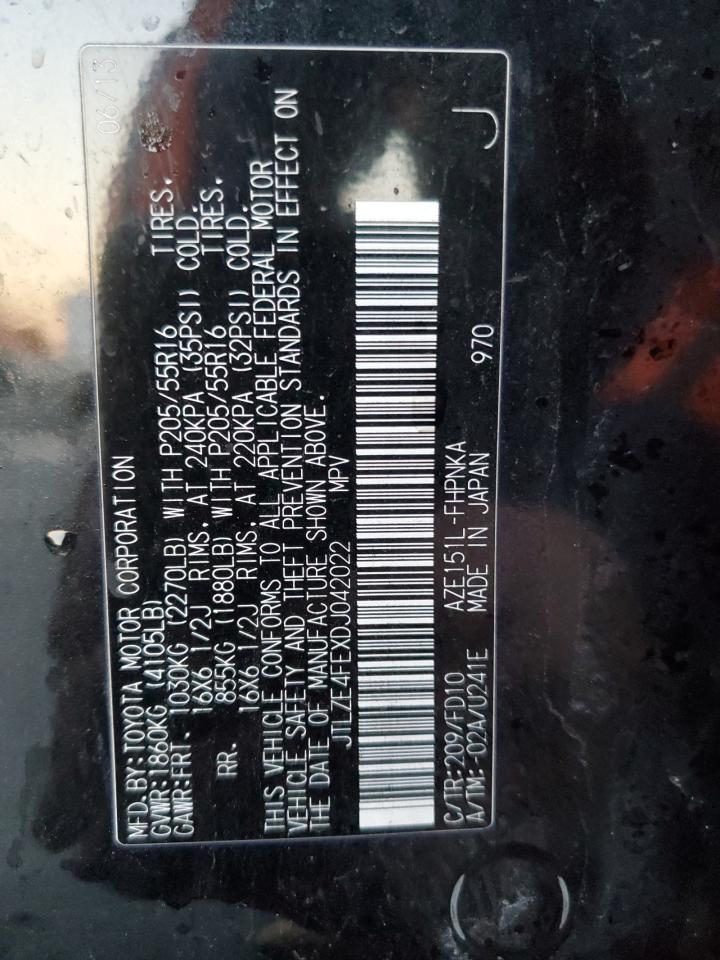 MFD.BY:TOYOTA MOTOR CORPORATION 06/13
GVWR:1860KG (4105LB)
GAWR:FRT. 1030KG (2270LB) WITH P205/55R16 TIRES.
16X6 1/2J RIMS. AT 240KPA (35PSI) COLD.
RR. 855KG (1880LB) WITH P205/55R16 TIRES.
16X6 1/2J RIMS. AT 220KPA (32PSI) COLD.
THIS VEHICLE CONFORMS TO ALL APPLICABLE FEDERAL MOTOR
VEHICLE SAFETY AND THEFT PREVENTION STANDARDS IN EFFECT ON
THE DATE OF MANUFACTURE SHOWN ABOVE.
JTLZE4FEXDJ042022 MPV
C/TR:209/FD10 AZE151L-FHPNKA
A/TM:-02A/U241E MADE IN JAPAN 970 J